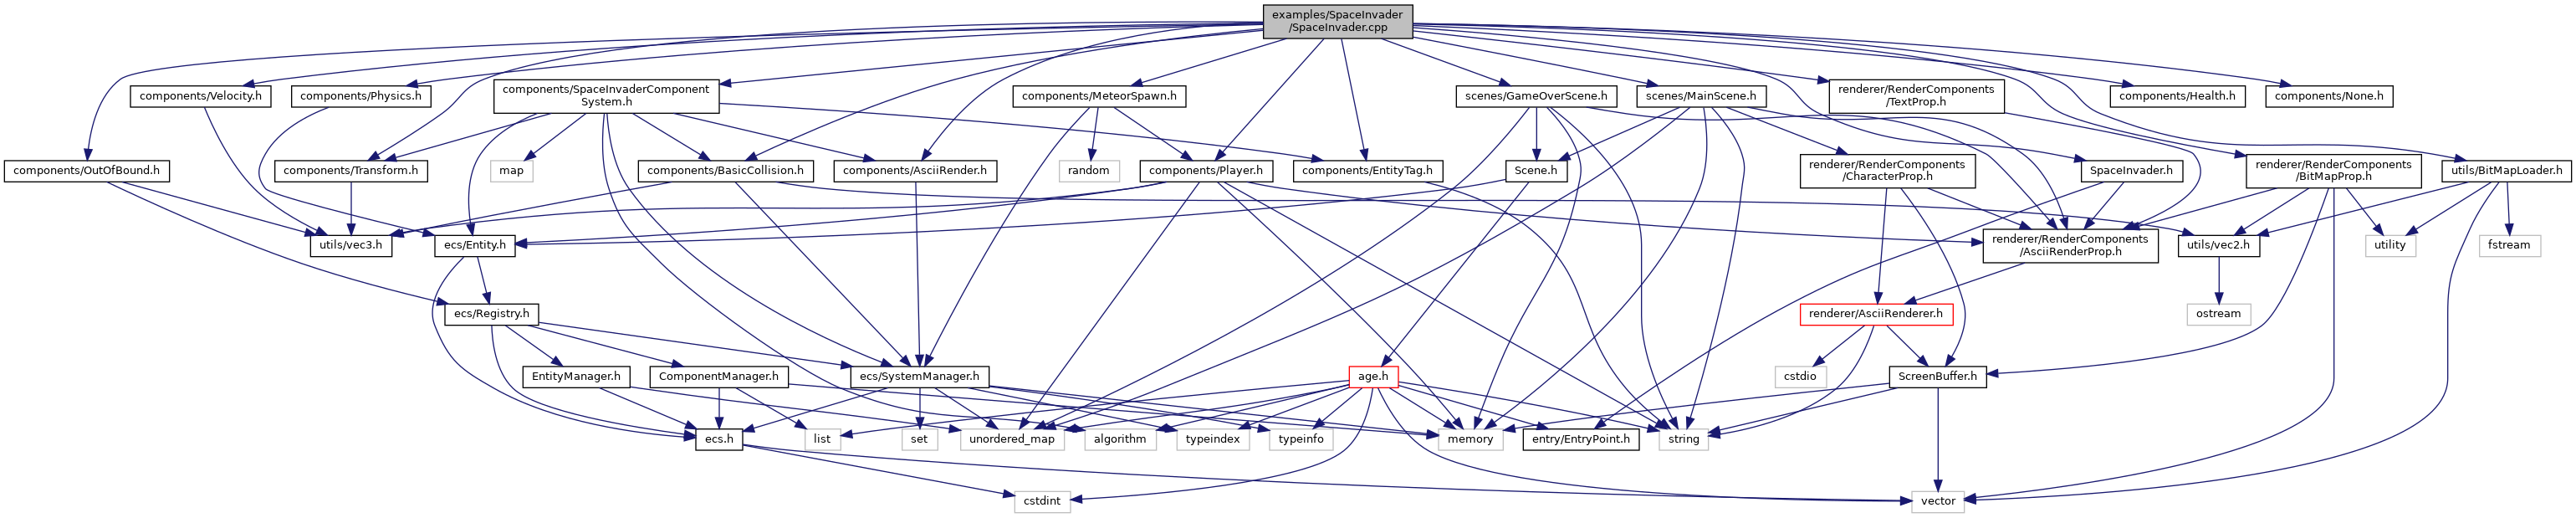 examples/SpaceInvader
/SpaceInvader.cpp
components/Velocity.h
components/Physics.h
components/SpaceInvaderComponent
System.h
components/MeteorSpawn.h
scenes/GameOverScene.h
scenes/MainScene.h
renderer/RenderComponents
/TextProp.h
components/Health.h
components/None.h
components/OutOfBound.h
components/Transform.h
map
components/BasicCollision.h
components/AsciiRender.h
random
components/Player.h
components/EntityTag.h
Scene.h
renderer/RenderComponents
/CharacterProp.h
SpaceInvader.h
renderer/RenderComponents
/BitMapProp.h
utils/BitMapLoader.h
utils/vec3.h
ecs/Entity.h
renderer/RenderComponents
/AsciiRenderProp.h
utils/vec2.h
utility
fstream
ecs/Registry.h
renderer/AsciiRenderer.h
ostream
EntityManager.h
ComponentManager.h
ecs/SystemManager.h
age.h
cstdio
ScreenBuffer.h
ecs.h
list
set
unordered_map
algorithm
typeindex
typeinfo
memory
entry/EntryPoint.h
string
cstdint
vector